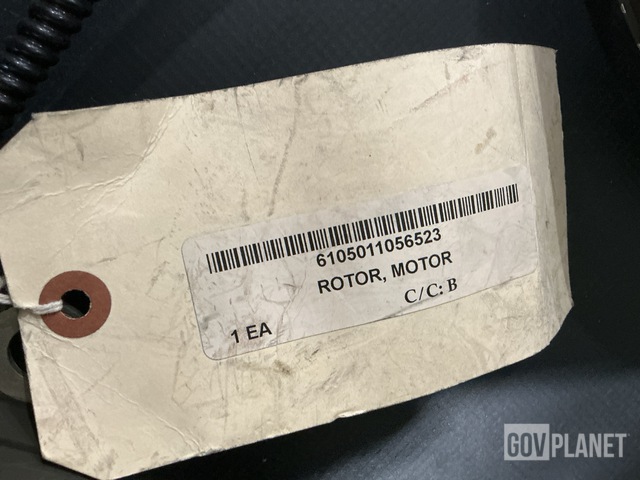 6105011056523
ROTOR, MOTOR
C/C: B
1 EA
GOVPLANET